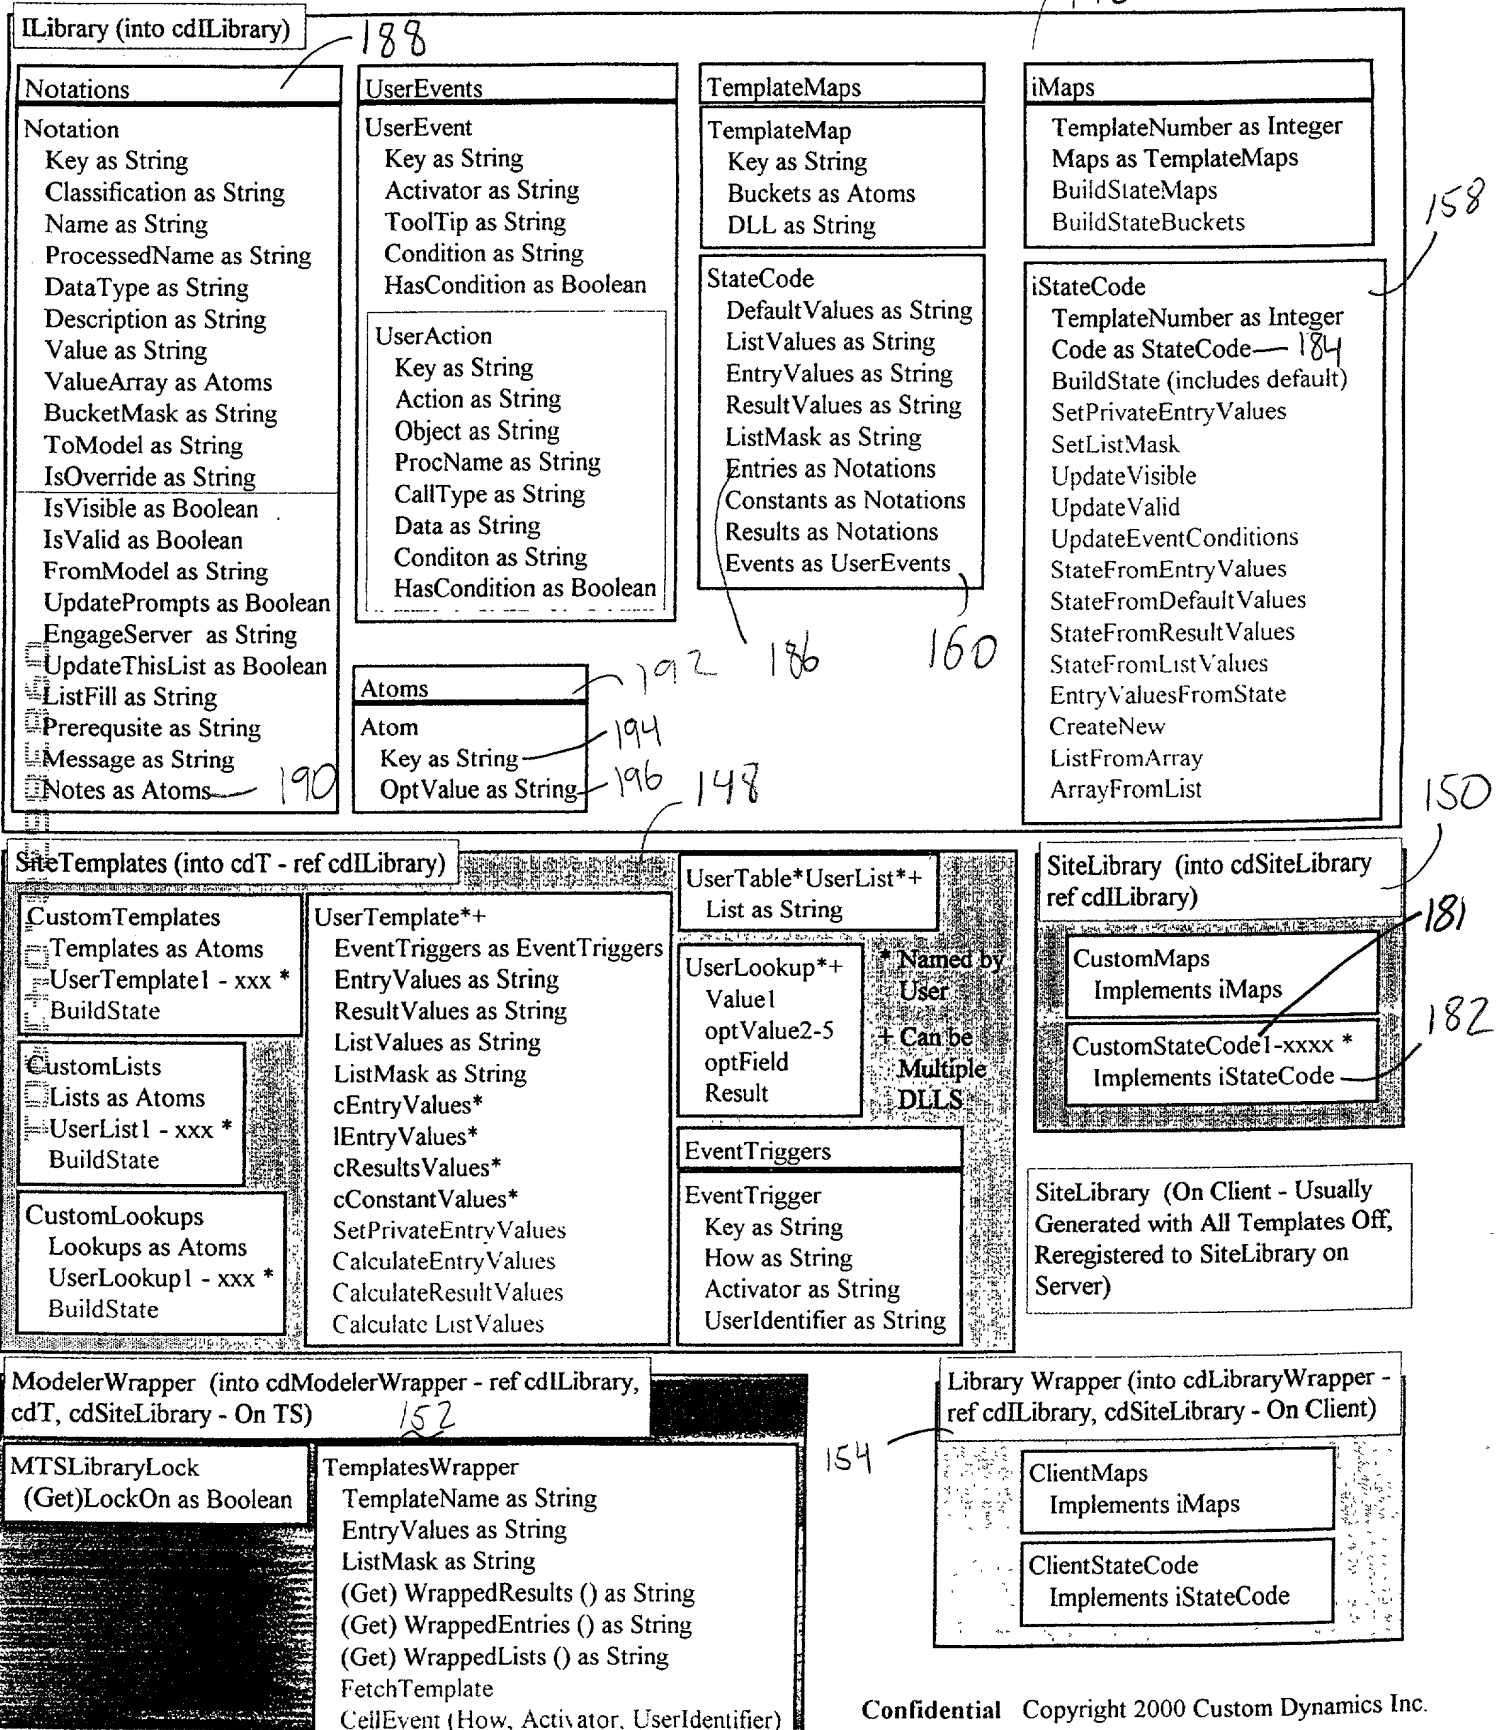 ILibrary (into cdILibrary)
188
Notations
Notation
Key as String
Classification as String
Name as String
ProcessedName as String
DataType as String
Description as String
Value as String
ValueArray as Atoms
BucketMask as String
ToModel as String
IsOverride as String
IsVisible as Boolean
IsValid as Boolean
FromModel as String
UpdatePrompts as Boolean
EngageServer as String
UpdateThisList as Boolean
ListFill as String
Prerequsite as String
Message as String
Notes as Atoms 190
UserEvents
UserEvent
Key as String
Activator as String
ToolTip as String
Condition as String
HasCondition as Boolean
UserAction
Key as String
Action as String
Object as String
ProcName as String
CallType as String
Data as String
Conditon as String
HasCondition as Boolean
Atoms 192
Atom
Key as String 194
OptValue as String 196
TemplateMaps
TemplateMap
Key as String
Buckets as Atoms
DLL as String
StateCode
DefaultValues as String
ListValues as String
EntryValues as String
ResultValues as String
ListMask as String
Entries as Notations
Constants as Notations
Results as Notations
Events as UserEvents
186
160
iMaps
TemplateNumber as Integer
Maps as TemplateMaps
BuildStateMaps
BuildStateBuckets
158
iStateCode
TemplateNumber as Integer
Code as StateCode 184
BuildState (includes default)
SetPrivateEntryValues
SetListMask
UpdateVisible
UpdateValid
UpdateEventConditions
StateFromEntryValues
StateFromDefaultValues
StateFromResultValues
StateFromListValues
EntryValuesFromState
CreateNew
ListFromArray
ArrayFromList
148
SiteTemplates (into cdT - ref cdILibrary)
CustomTemplates
Templates as Atoms
UserTemplate1 - xxx *
BuildState
CustomLists
Lists as Atoms
UserList1 - xxx *
BuildState
CustomLookups
Lookups as Atoms
UserLookup1 - xxx *
BuildState
UserTemplate*+
EventTriggers as EventTriggers
EntryValues as String
ResultValues as String
ListValues as String
ListMask as String
cEntryValues*
lEntryValues*
cResultsValues*
cConstantValues*
SetPrivateEntryValues
CalculateEntryValues
CalculateResultValues
Calculate ListValues
UserTable*UserList*+
List as String
UserLookup*+
Value1
optValue2-5
optField
Result
* Named by
User
+ Can be
Multiple
DLLS
EventTriggers
EventTrigger
Key as String
How as String
Activator as String
UserIdentifier as String
150
SiteLibrary (into cdSiteLibrary
ref cdILibrary)
181
CustomMaps
Implements iMaps
182
CustomStateCode1-xxxx *
Implements iStateCode
SiteLibrary (On Client - Usually
Generated with All Templates Off,
Reregistered to SiteLibrary on
Server)
ModelerWrapper (into cdModelerWrapper - ref cdILibrary,
cdT, cdSiteLibrary - On TS) 152
MTSLibraryLock
(Get)LockOn as Boolean
TemplatesWrapper
TemplateName as String
EntryValues as String
ListMask as String
(Get) WrappedResults () as String
(Get) WrappedEntries () as String
(Get) WrappedLists () as String
FetchTemplate
CellEvent (How, Activator, UserIdentifier)
154
Library Wrapper (into cdLibraryWrapper -
ref cdILibrary, cdSiteLibrary - On Client)
ClientMaps
Implements iMaps
ClientStateCode
Implements iStateCode
Confidential Copyright 2000 Custom Dynamics Inc.